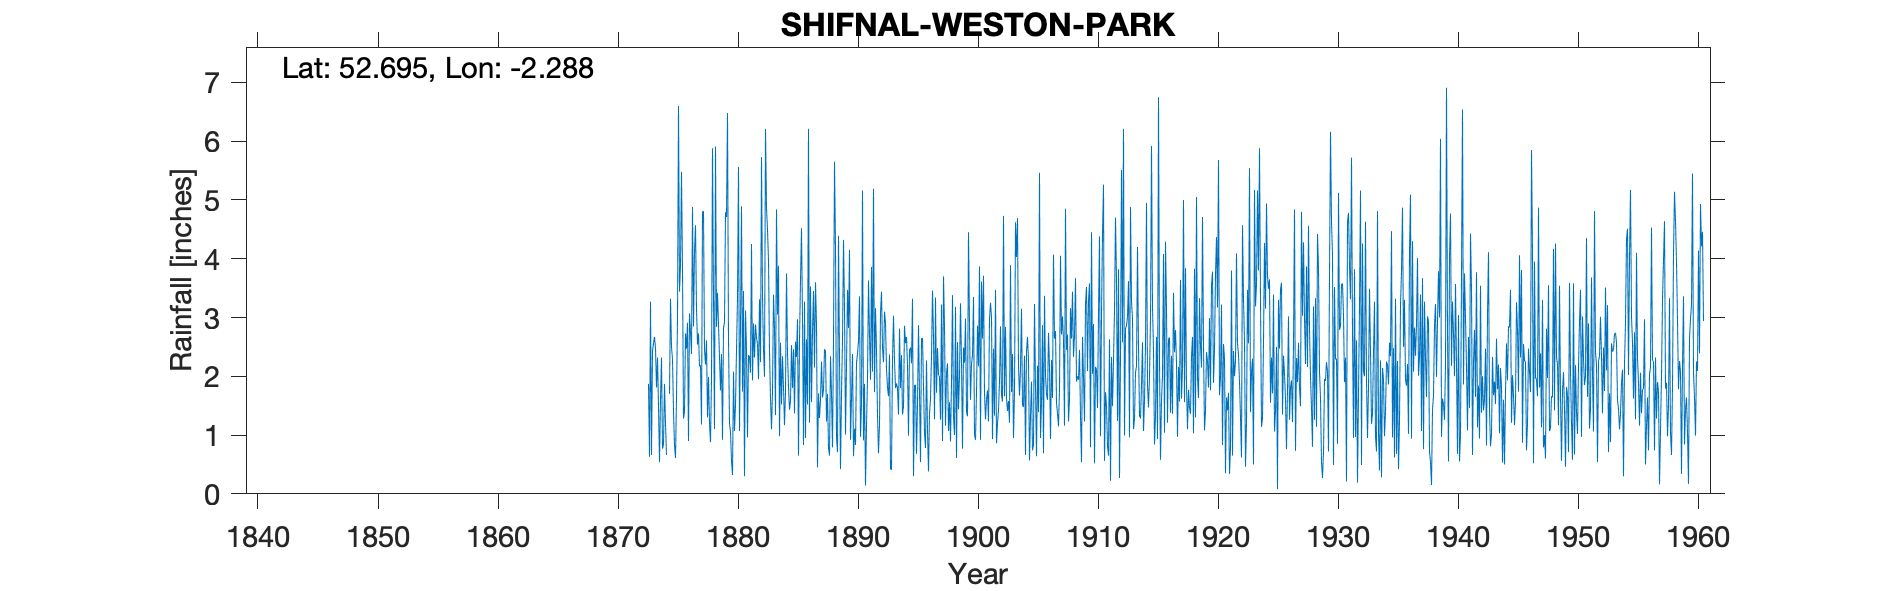 SHIFNAL-WESTON-PARK
Lat: 52.695, Lon: -2.288
7
6
5
4
3
2
1
0
Rainfall [inches]
1840 1850 1860 1870 1880 1890 1900 1910 1920 1930 1940 1950 1960
Year